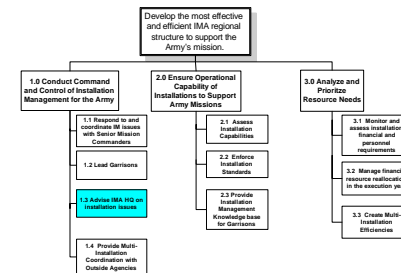 Develop the most effective
and efficient IMA regional
structure to support the
Army's mission.
1.0 Conduct Command
and Control of Installation
Management for the Army
1.1 Respond to and
coordinate IM issues
with Senior Mission
Commanders
1.2 Lead Garrisons
1.3 Advise IMA HQ on
installation issues
1.4 Provide Multi-
Installation
Coordination with
Outside Agencies
2.0 Ensure Operational
Capability of
Installations to Support
Army Missions
2.1 Assess
Installation
Capabilities
2.2 Enforce
Installation
Standards
2.3 Provide
Installation
Management
Knowledge base
for Garrisons
3.0 Analyze and
Prioritize
Resource Needs
3.1 Monitor and
assess installation
financial and
personnel
requirements
3.2 Manage financi
resource reallocatio
in the execution yea
3.3 Create Multi-
Installation
Efficiencies